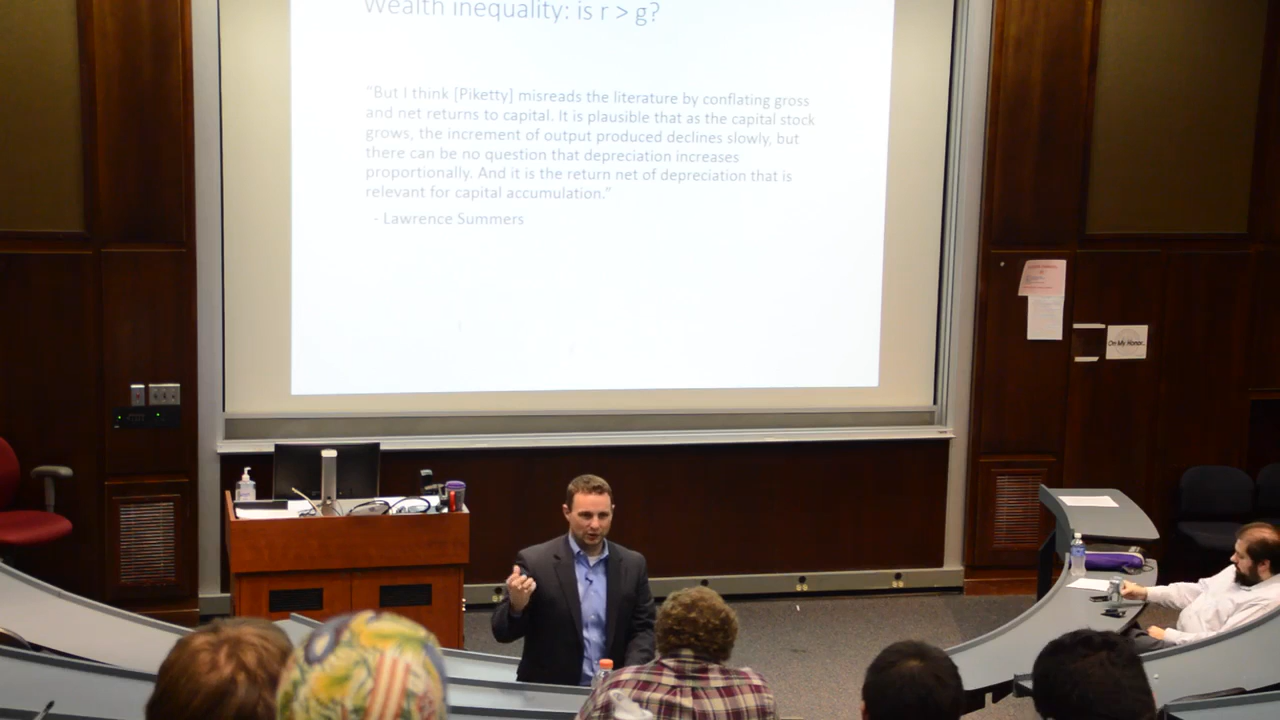 Wealth inequality: is r > g?
“But I think [Piketty] misreads the literature by conflating gross
and net returns to capital. It is plausible that as the capital stock
grows, the increment of output produced declines slowly, but
there can be no question that depreciation increases
proportionally. And it is the return net of depreciation that is
relevant for capital accumulation.”
- Lawrence Summers
On My Honor...